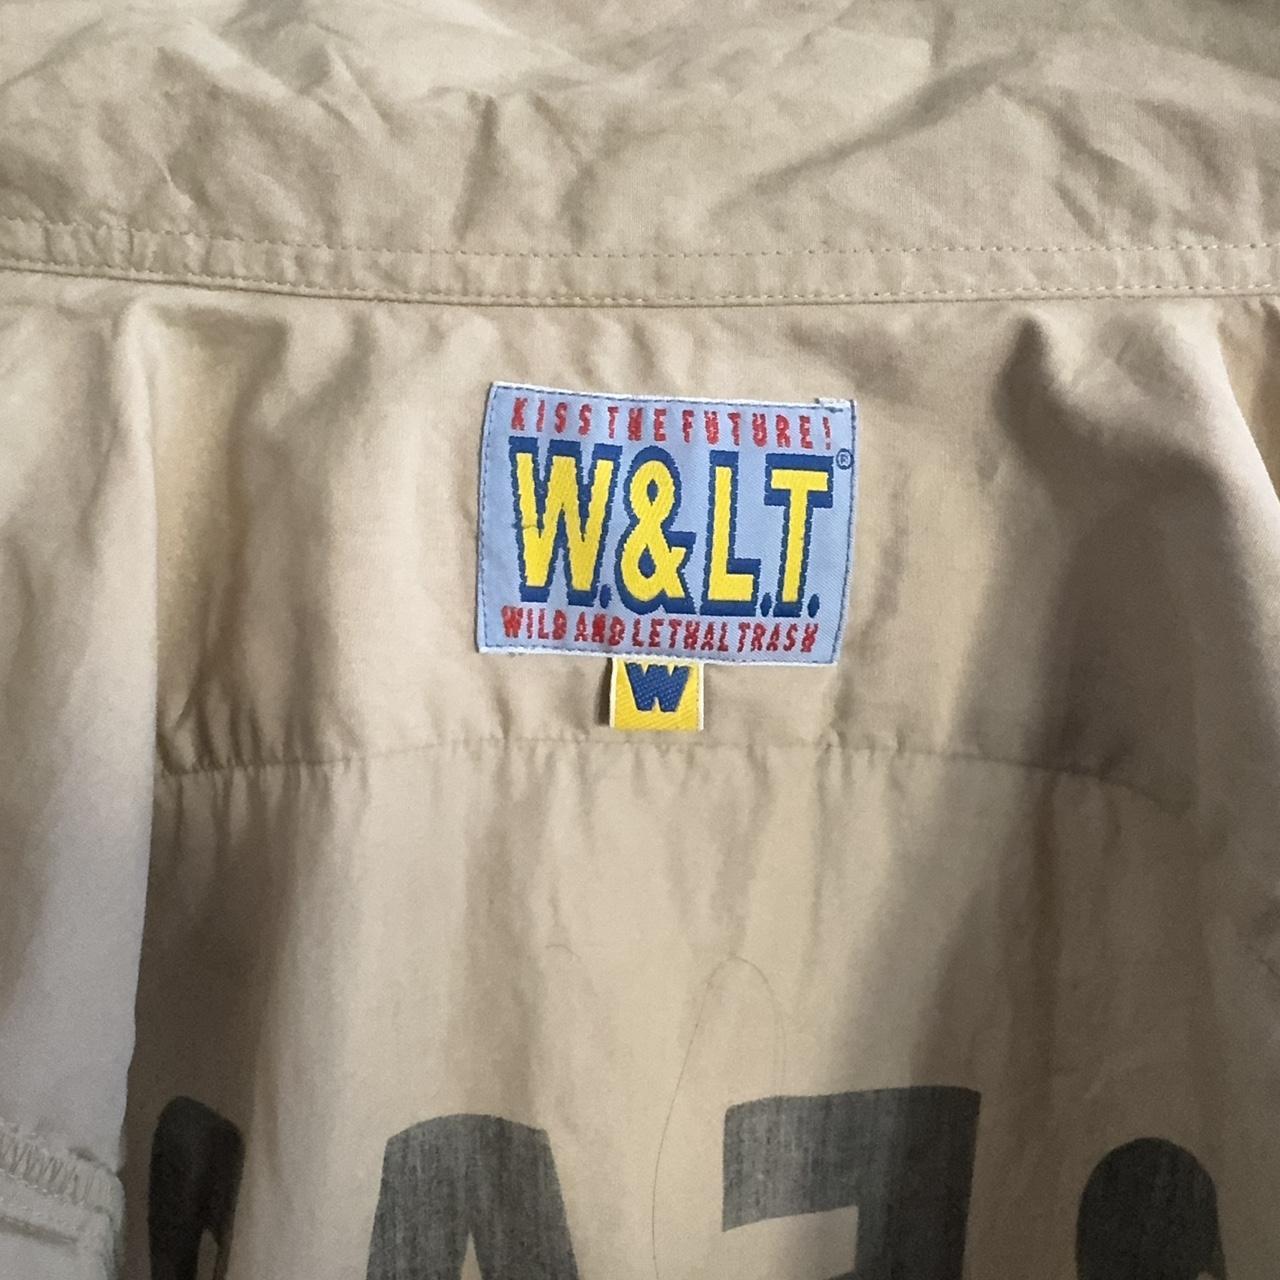 KISS THE FUTURE!
W.&L.T.®
WILD AND LETHAL TRASH
W